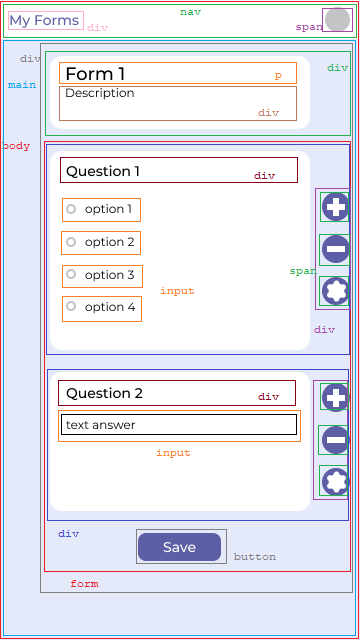 nav
My Forms
div
span
div
Form 1
p
div
main
Description
div
body
Question 1
div
option 1
option 2
option 3
span
option 4
input
div
Question 2
div
text answer
input
div
Save
button
form